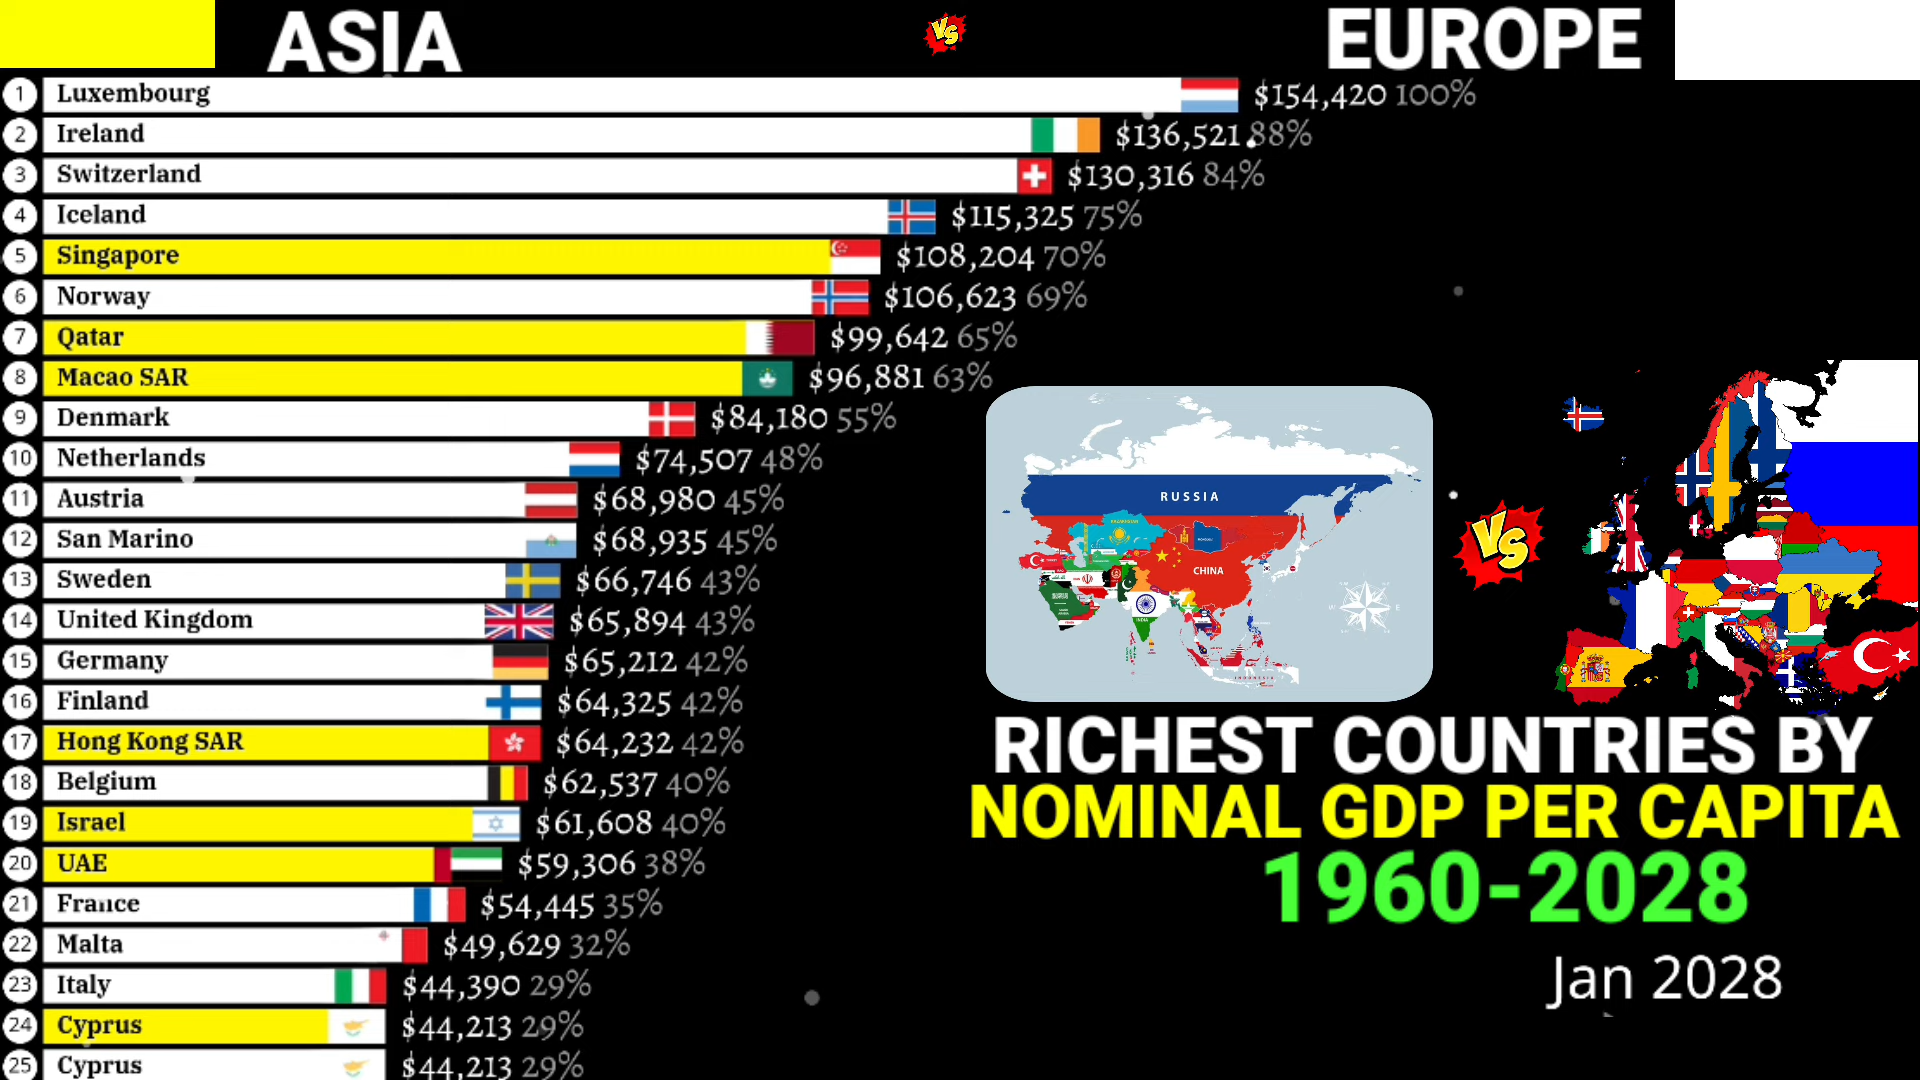 ASIA
VS
EUROPE
1 Luxembourg $154,420 100%
2 Ireland $136,521 88%
3 Switzerland $130,316 84%
4 Iceland $115,325 75%
5 Singapore $108,204 70%
6 Norway $106,623 69%
7 Qatar $99,642 65%
8 Macao SAR $96,881 63%
9 Denmark $84,180 55%
10 Netherlands $74,507 48%
11 Austria $68,980 45%
12 San Marino $68,935 45%
13 Sweden $66,746 43%
14 United Kingdom $65,894 43%
15 Germany $65,212 42%
16 Finland $64,325 42%
17 Hong Kong SAR $64,232 42%
18 Belgium $62,537 40%
19 Israel $61,608 40%
20 UAE $59,306 38%
21 France $54,445 35%
22 Malta $49,629 32%
23 Italy $44,390 29%
24 Cyprus $44,213 29%
25 Cyprus $44,213 29%
RUSSIA
KAZAKHSTAN
CHINA
INDIA
INDONESIA
VS
RICHEST COUNTRIES BY
NOMINAL GDP PER CAPITA
1960-2028
Jan 2028